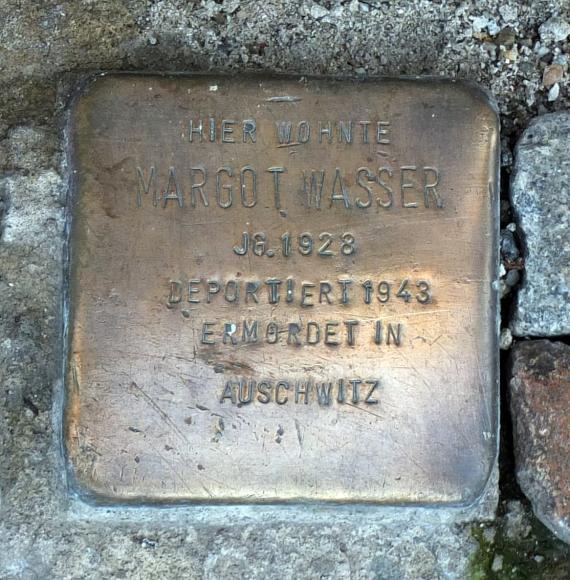 HIER WOHNTE
MARGOT WASSER
JG. 1928
DEPORTIERT 1943
ERMORDET IN
AUSCHWITZ